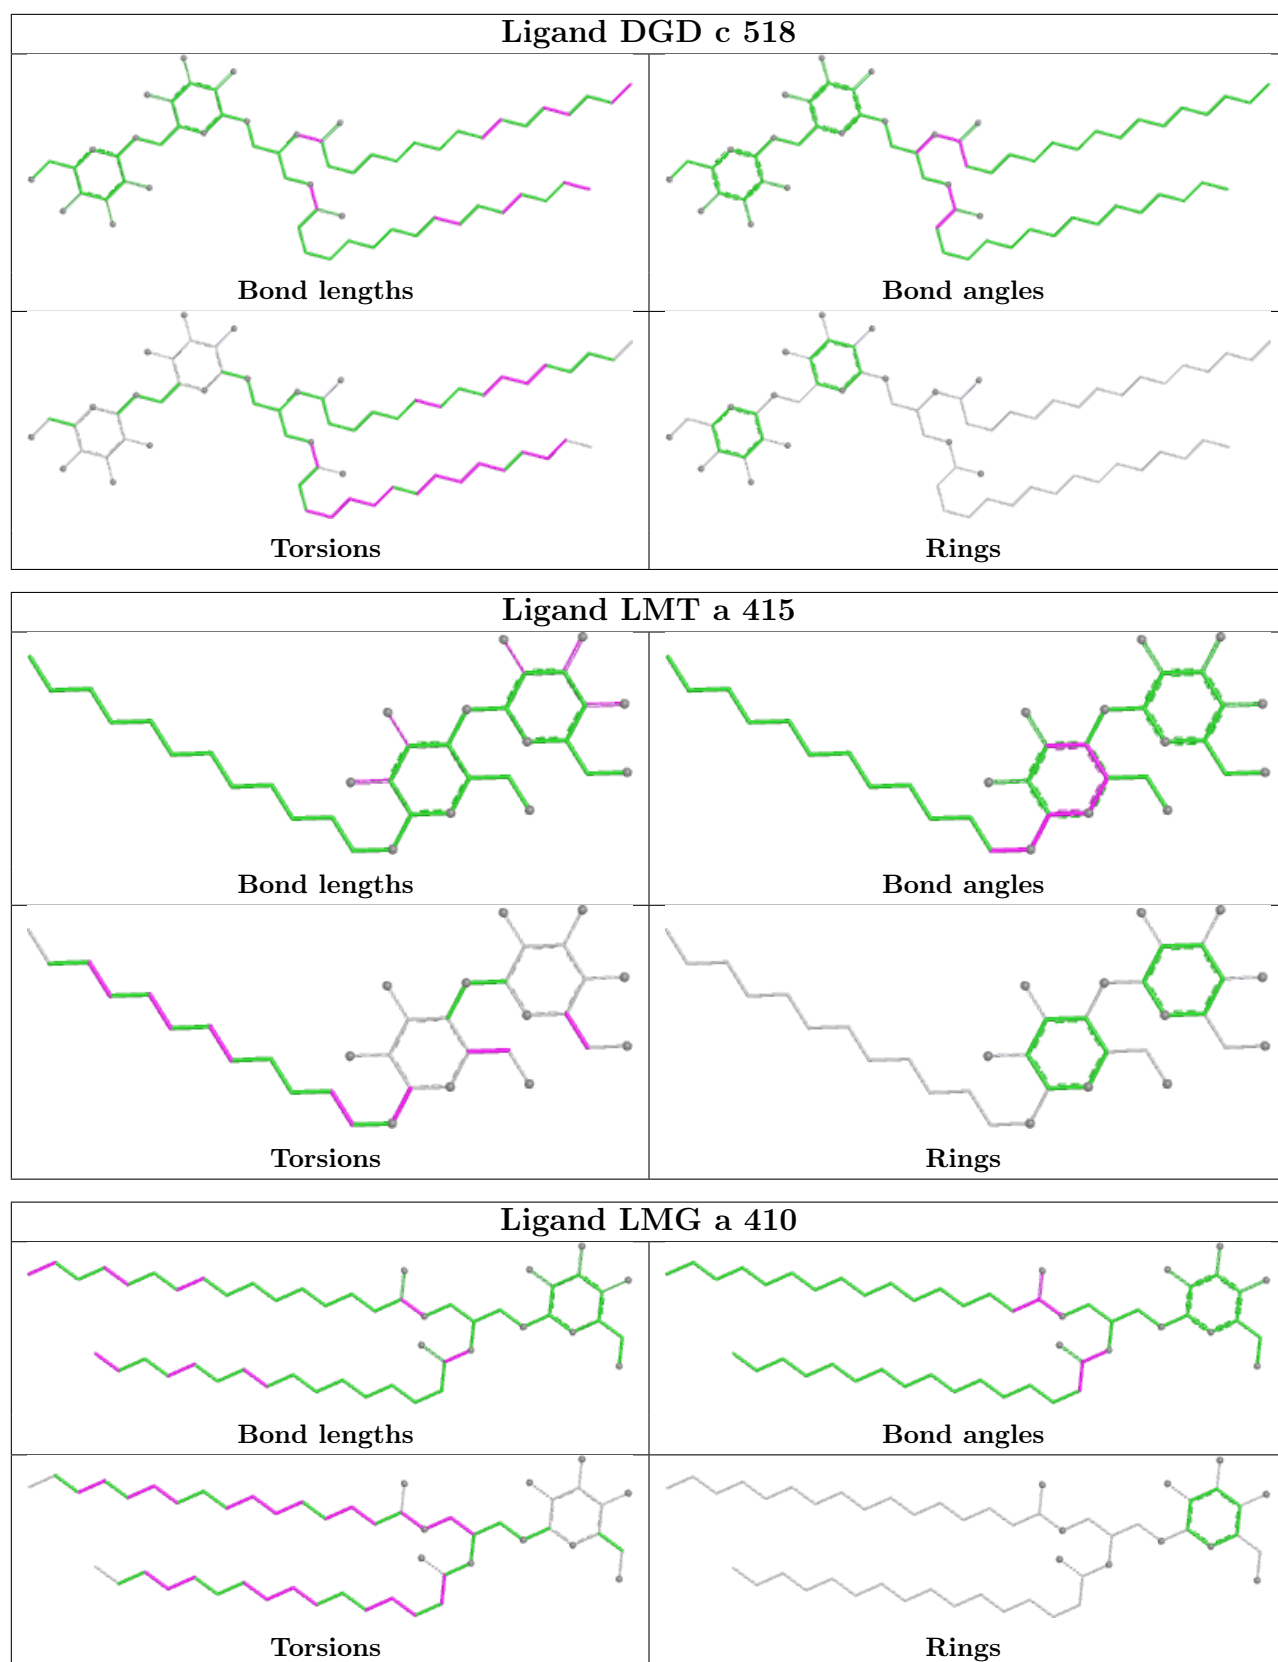 Ligand DGD c 518
Bond lengths
Bond angles
Torsions
Rings
Ligand LMT a 415
Bond lengths
Bond angles
Torsions
Rings
Ligand LMG a 410
Bond lengths
Bond angles
Torsions
Rings